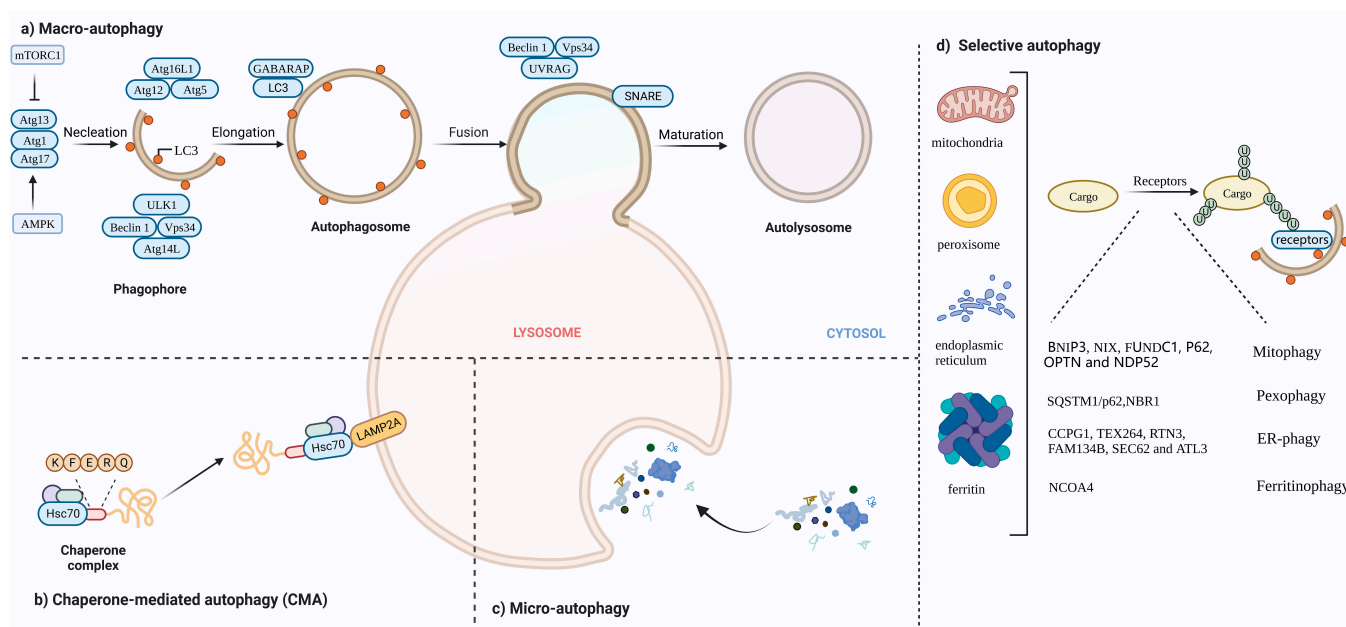 a) Macro-autophagy
mTORC1
Atg13
Atg1
Atg17
AMPK
Necleation
Atg16L1
Atg12
Atg5
LC3
ULK1
Beclin 1
Vps34
Atg14L
Phagophore
Elongation
GABARAP
LC3
Autophagosome
Fusion
Beclin 1
Vps34
UVRAG
SNARE
Maturation
Autolysosome
LYSOSOME
CYTOSOL
K F E R Q
Hsc70
Chaperone
complex
Hsc70
LAMP2A
b) Chaperone-mediated autophagy (CMA)
c) Micro-autophagy
d) Selective autophagy
mitochondria
peroxisome
endoplasmic
reticulum
ferritin
Cargo
Receptors
Cargo
U
U
U
U
U
U
U
U
U
U
receptors
BNIP3, NIX, FUNDC1, P62,
OPTN and NDP52
Mitophagy
SQSTM1/p62,NBR1
Pexophagy
CCPG1, TEX264, RTN3,
FAM134B, SEC62 and ATL3
ER-phagy
NCOA4
Ferritinophagy